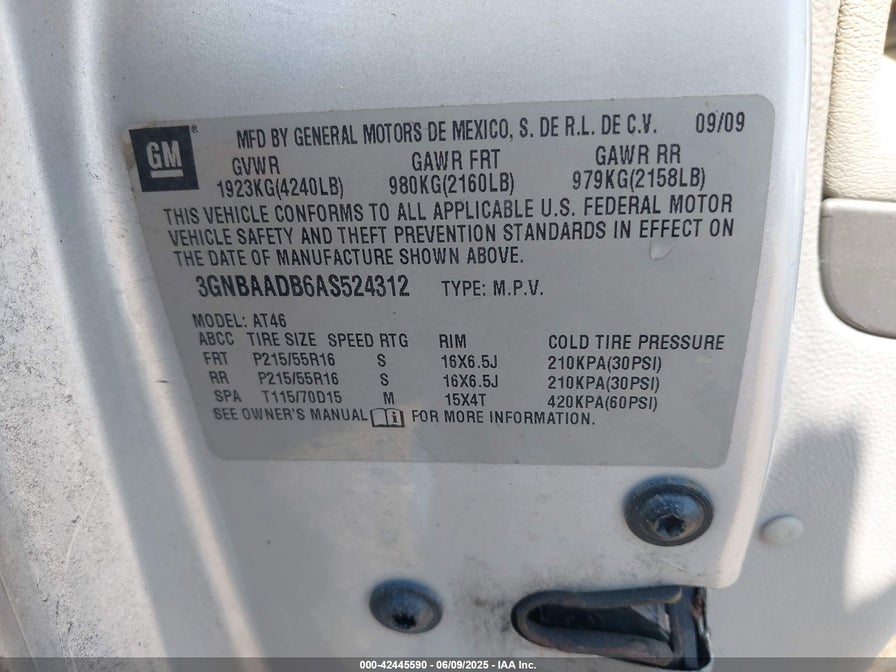 GM®
MFD BY GENERAL MOTORS DE MEXICO, S. DE R.L. DE C.V. 09/09
GVWR GAWR FRT GAWR RR
1923KG(4240LB) 980KG(2160LB) 979KG(2158LB)
THIS VEHICLE CONFORMS TO ALL APPLICABLE U.S. FEDERAL MOTOR
VEHICLE SAFETY AND THEFT PREVENTION STANDARDS IN EFFECT ON
THE DATE OF MANUFACTURE SHOWN ABOVE.
3GNBAADB6AS524312 TYPE: M.P.V.
MODEL: AT46
ABCC TIRE SIZE SPEED RTG RIM COLD TIRE PRESSURE
FRT P215/55R16 S 16X6.5J 210KPA(30PSI)
RR P215/55R16 S 16X6.5J 210KPA(30PSI)
SPA T115/70D15 M 15X4T 420KPA(60PSI)
SEE OWNER'S MANUAL FOR MORE INFORMATION.
000-42445590 - 06/09/2025 - IAA Inc.